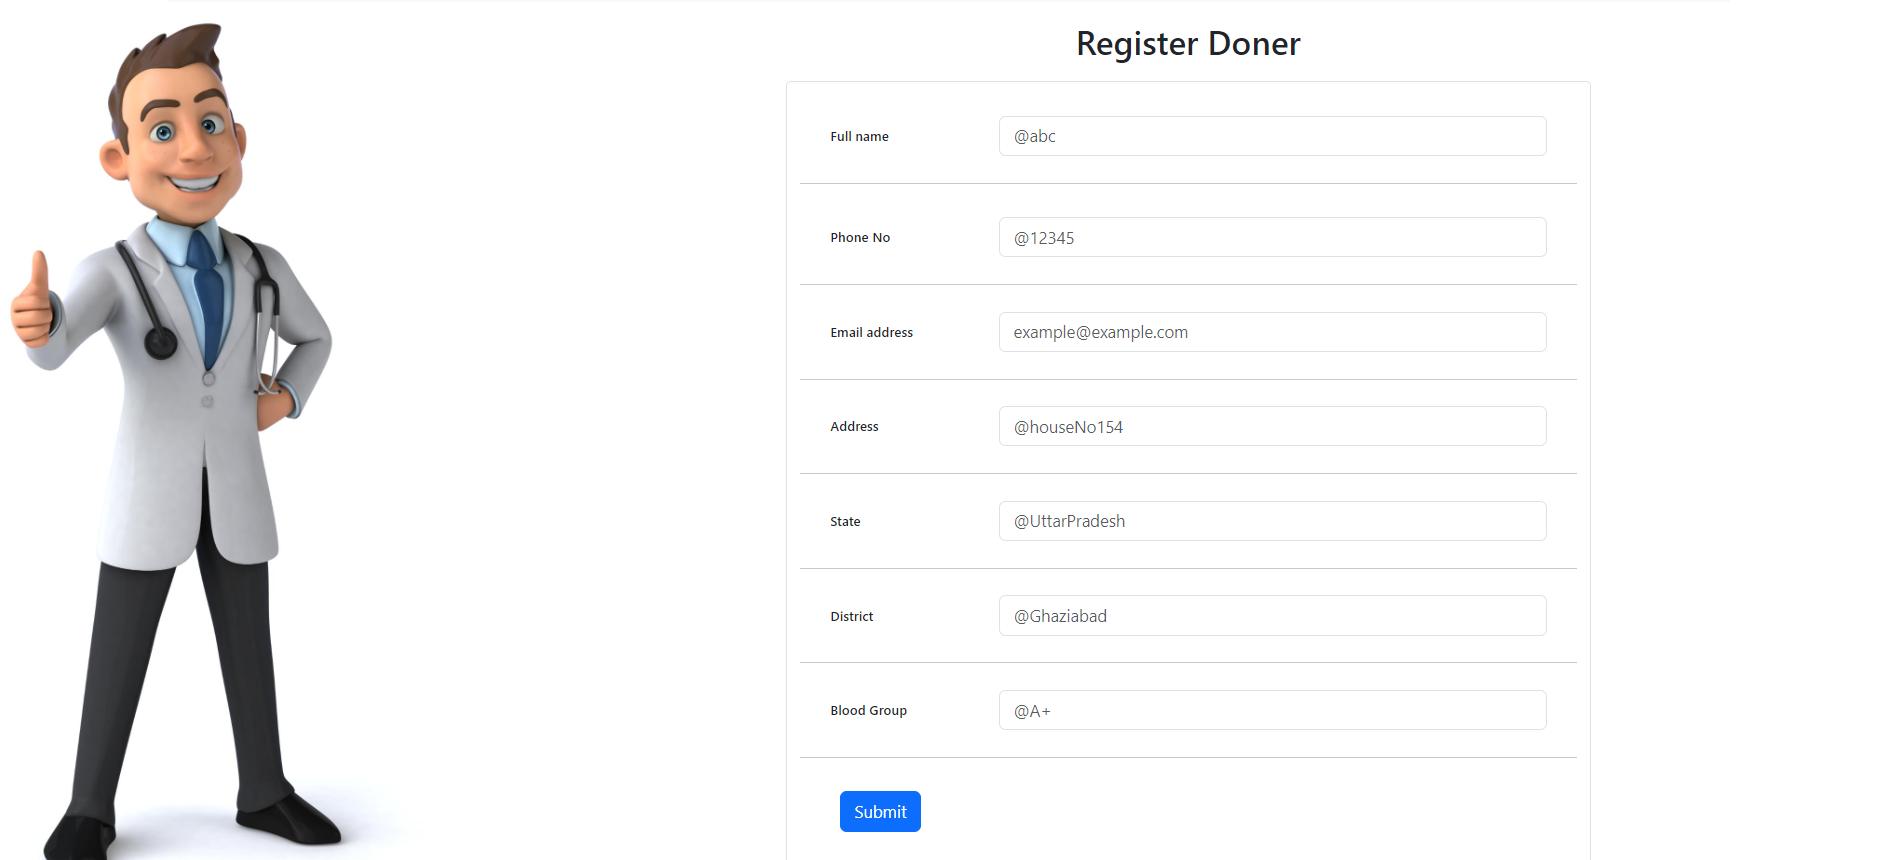 Register Doner
Full name
@abc
Phone No
@12345
Email address
example@example.com
Address
@houseNo154
State
@UttarPradesh
District
@Ghaziabad
Blood Group
@A+
Submit